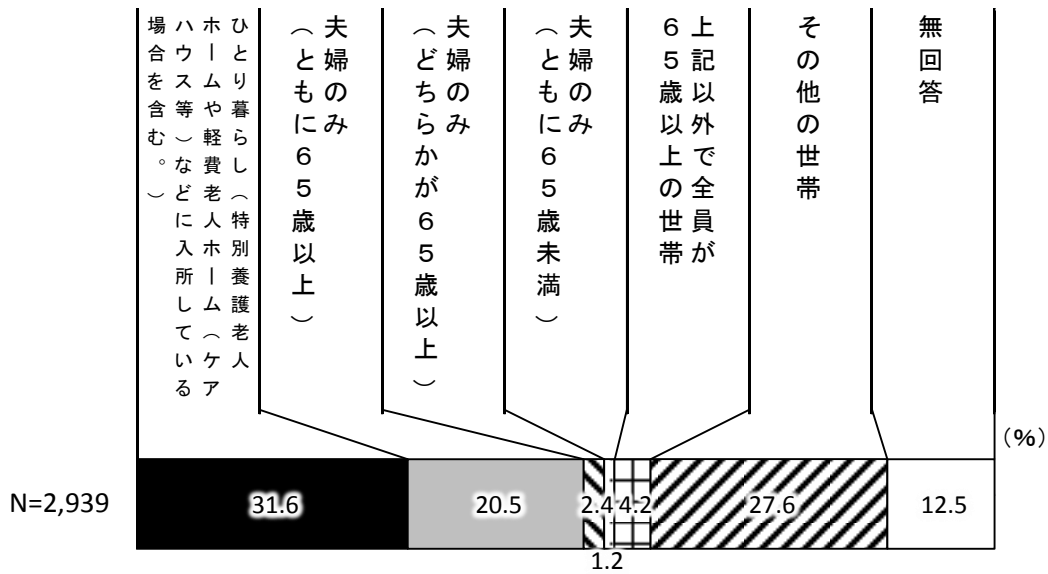 ひとり暮らし（特別養護老人
ホームや軽費老人ホーム（ケア
ハウス等）などに入所している
場合を含む。）
夫婦のみ
（ともに６５歳以上）
夫婦のみ
（どちらかが６５歳以上）
夫婦のみ
（ともに６５歳未満）
上記以外で全員が
６５歳以上の世帯
その他の世帯
無回答
（%）
N=2,939
31.6
20.5
2.4
1.2
4.2
27.6
12.5